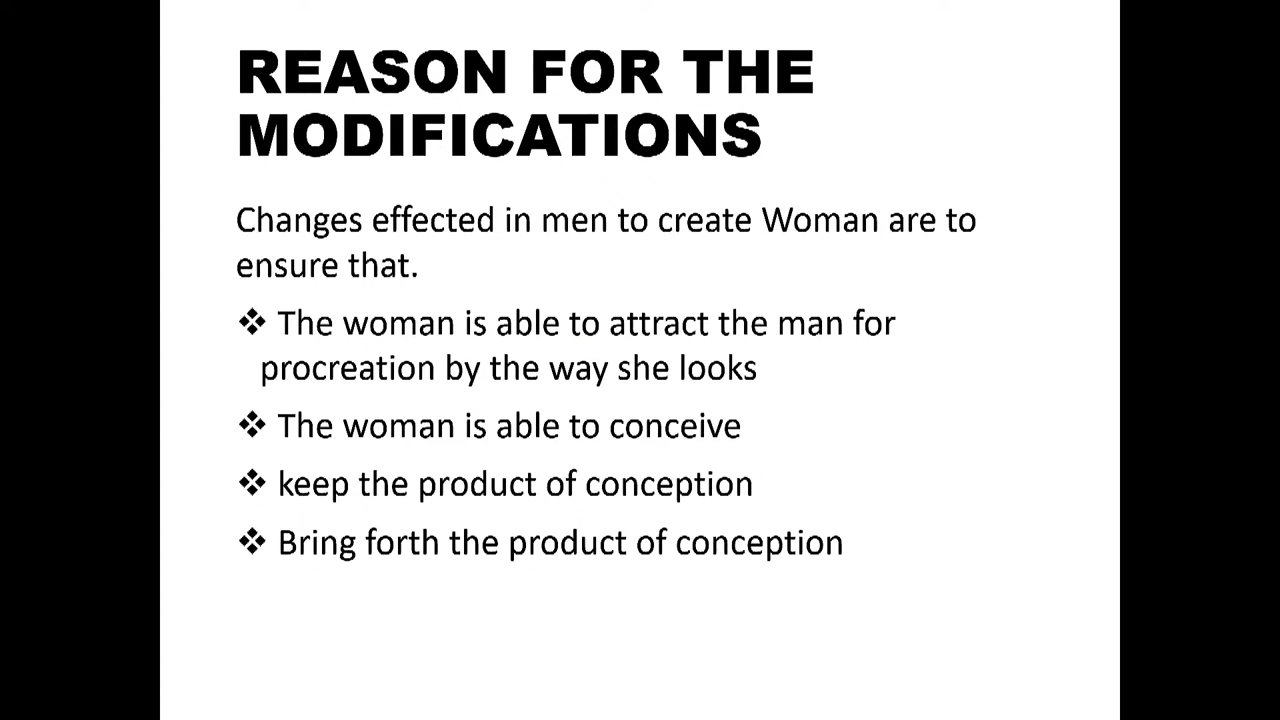 REASON FOR THE
MODIFICATIONS
Changes effected in men to create Woman are to
ensure that.
❖ The woman is able to attract the man for
procreation by the way she looks
❖ The woman is able to conceive
❖ keep the product of conception
❖ Bring forth the product of conception